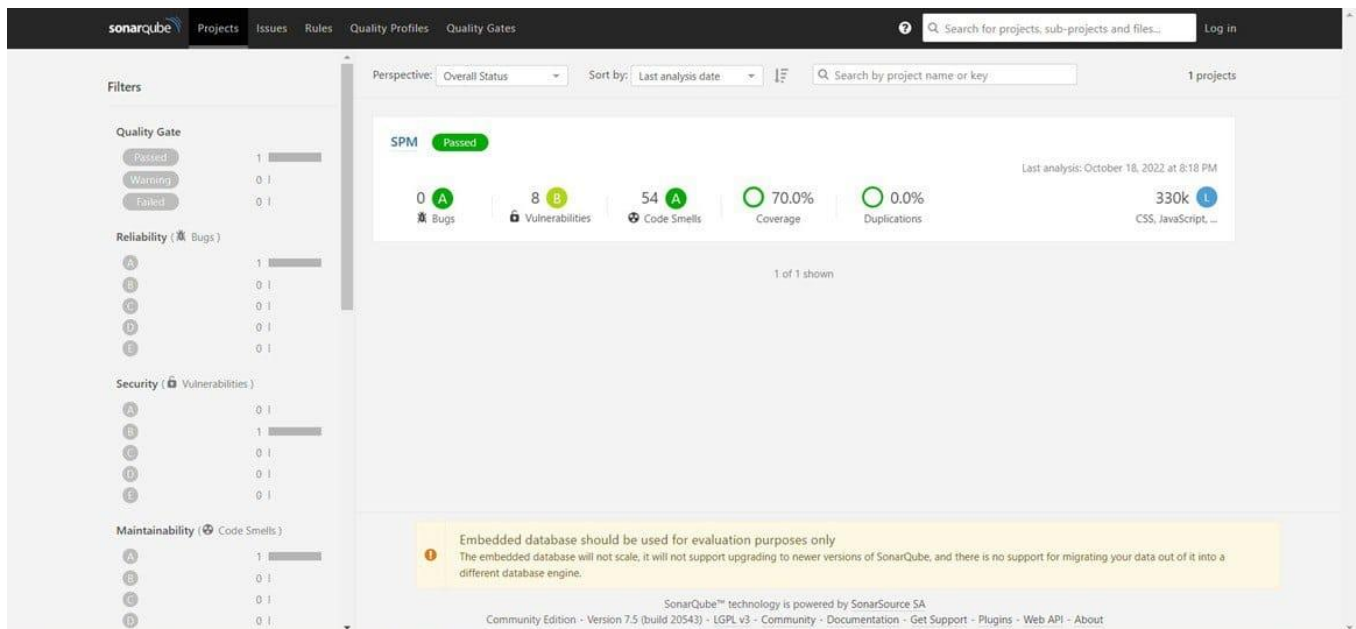 sonarqube Projects Issues Rules Quality Profiles Quality Gates Search for projects, sub-projects and files... Log in
Filters
Quality Gate
Passed 1
Warning 0
Failed 0
Reliability ( Bugs )
A 1
B 0
C 0
D 0
E 0
Security ( Vulnerabilities )
A 0
B 1
C 0
D 0
E 0
Maintainability ( Code Smells )
A 1
B 0
C 0
D 0
Perspective: Overall Status Sort by: Last analysis date Search by project name or key 1 projects
SPM Passed
Last analysis: October 18, 2022 at 8:18 PM
0 A 8 B 54 A 70.0% 0.0% 330k L
Bugs Vulnerabilities Code Smells Coverage Duplications CSS, JavaScript, ...
1 of 1 shown
Embedded database should be used for evaluation purposes only
The embedded database will not scale, it will not support upgrading to newer versions of SonarQube, and there is no support for migrating your data out of it into a
different database engine.
SonarQube™ technology is powered by SonarSource SA
Community Edition - Version 7.5 (build 20543) - LGPL v3 - Community - Documentation - Get Support - Plugins - Web API - About